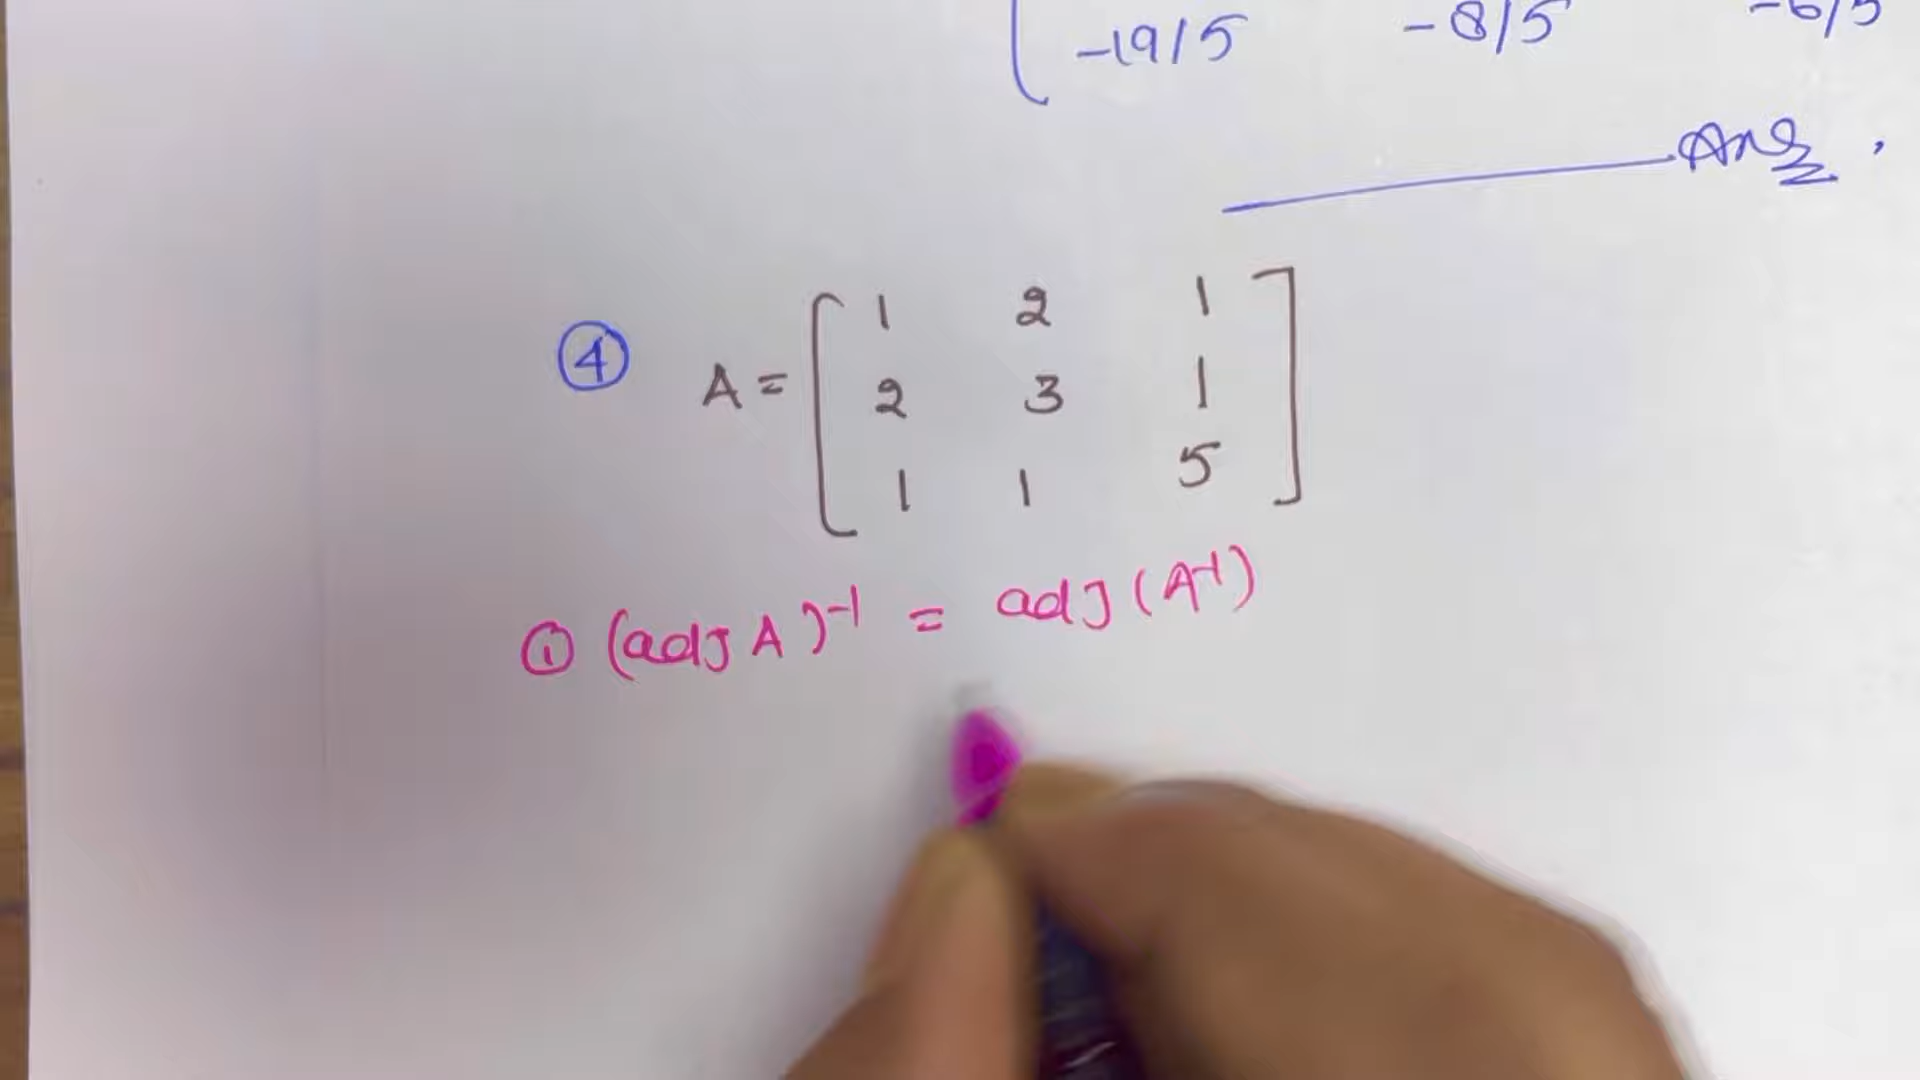 -19/5 -8/5 -6/5
Ans.
④ A = [ 1 2 1
2 3 1
1 1 5 ]
① (adj A)⁻¹ = adj (A⁻¹)